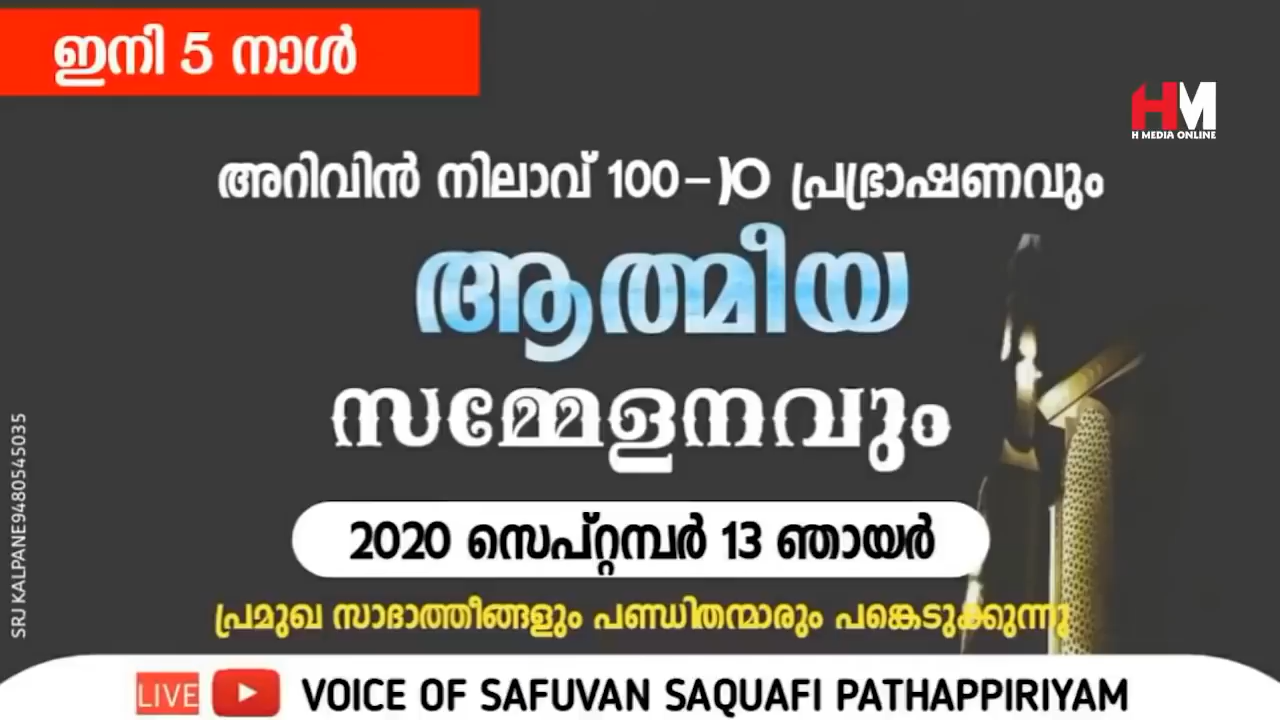 ഇനി 5 നാൾ
HM
H MEDIA ONLINE
അറിവിൻ നിലാവ് 100-)o പ്രഭ്രാഷണവും
ആത്മീയ
സമ്മേളനവും
2020 സെപ്റ്റമ്പർ 13 ഞായർ
പ്രമുഖ സാദാത്തീങ്ങളും പണ്ഡിതന്മാരും പങ്കെടുക്കുന്നു
SRJ KALPANE9480545035
LIVE VOICE OF SAFUVAN SAQUAFI PATHAPPIRIYAM